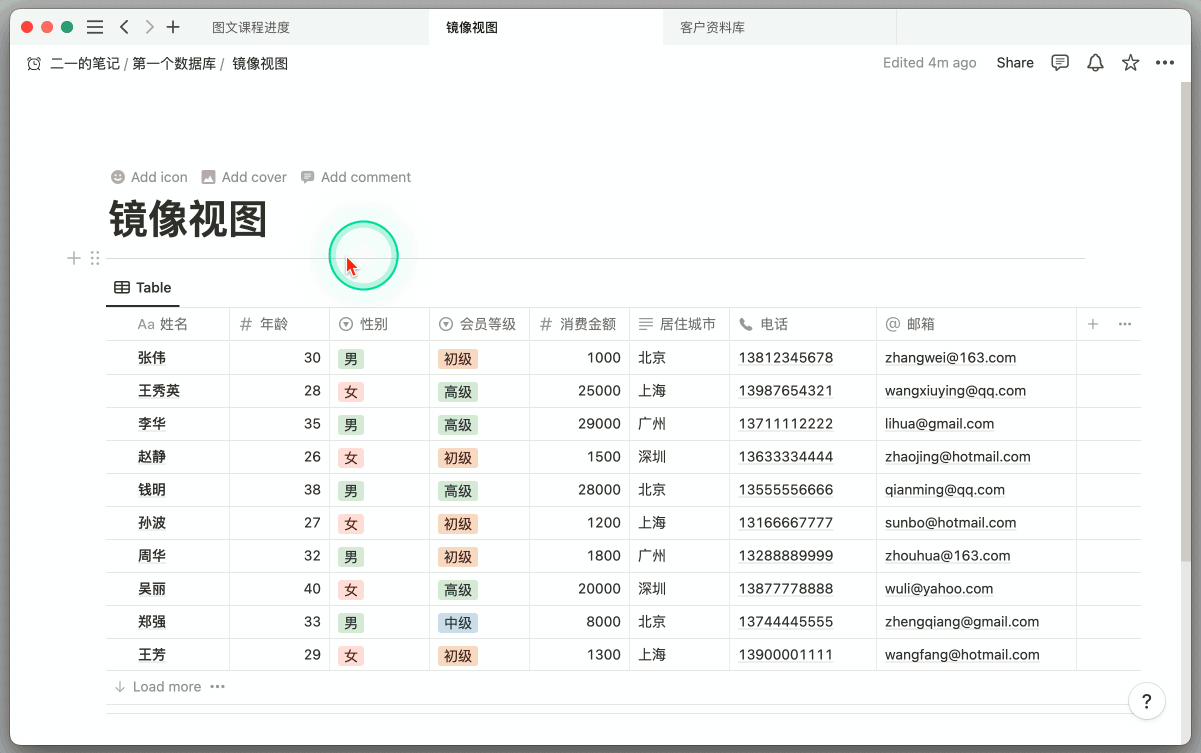 图文课程进度 镜像视图 客户资料库
二一的笔记 / 第一个数据库 / 镜像视图 Edited 4m ago Share
Add icon Add cover Add comment
镜像视图
Table
Aa 姓名 # 年龄 性别 会员等级 # 消费金额 居住城市 电话 @ 邮箱
张伟 30 男 初级 1000 北京 13812345678 zhangwei@163.com
王秀英 28 女 高级 25000 上海 13987654321 wangxiuying@qq.com
李华 35 男 高级 29000 广州 13711112222 lihua@gmail.com
赵静 26 女 初级 1500 深圳 13633334444 zhaojing@hotmail.com
钱明 38 男 高级 28000 北京 13555556666 qianming@qq.com
孙波 27 女 初级 1200 上海 13166667777 sunbo@hotmail.com
周华 32 男 初级 1800 广州 13288889999 zhouhua@163.com
吴丽 40 女 高级 20000 深圳 13877778888 wuli@yahoo.com
郑强 33 男 中级 8000 北京 13744445555 zhengqiang@gmail.com
王芳 29 女 初级 1300 上海 13900001111 wangfang@hotmail.com
Load more
?